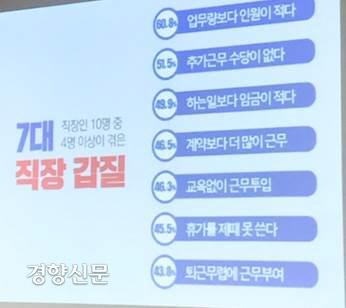 7대
직장인 10명 중
4명 이상이 겪은
직장 갑질
60.8% 업무량보다 인원이 적다
51.5% 추가근무 수당이 없다
49.9% 하는일보다 임금이 적다
46.5% 계약보다 더 많이 근무
46.3% 교육없이 근무투입
45.5% 휴가를 제때 못 쓴다
43.8% 퇴근무렵에 근무부여
경향신문